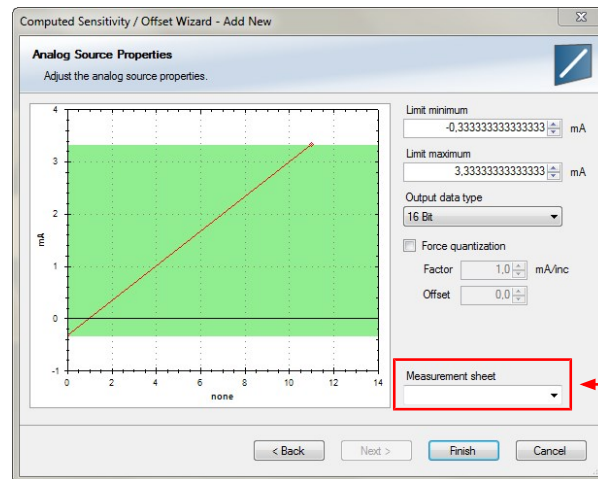 Computed Sensitivity / Offset Wizard - Add New
Analog Source Properties
Adjust the analog source properties.
4
3
2
1
0
-1
mA
0 2 4 6 8 10 12 14
none
Limit minimum
-0,333333333333333 mA
Limit maximum
3,33333333333333 mA
Output data type
16 Bit
Force quantization
Factor 1,0 mA/inc
Offset 0,0
Measurement sheet
< Back Next > Finish Cancel